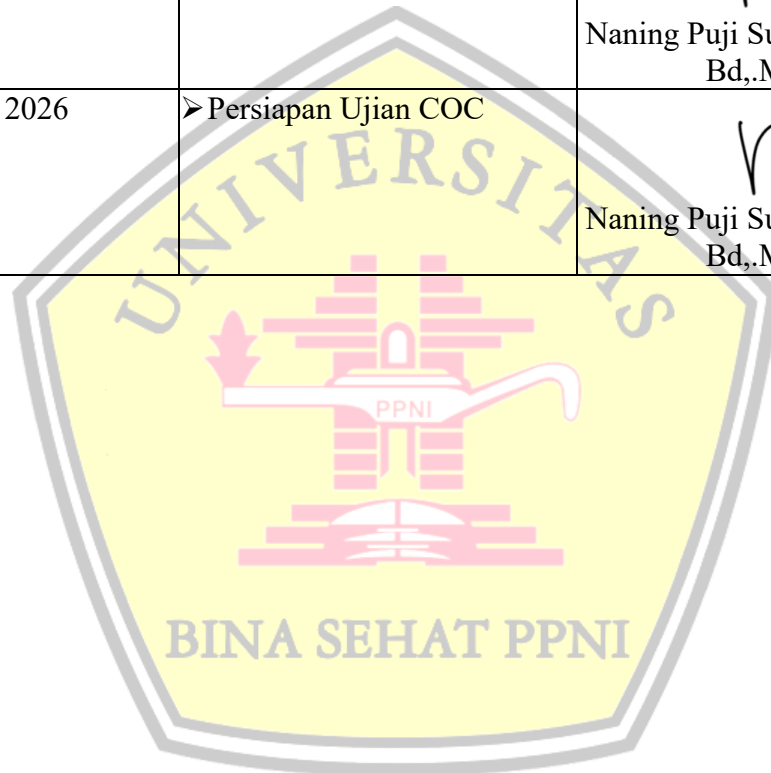 Naning Puji Su
Bd,.M
2026
➤ Persiapan Ujian COC
Naning Puji Su
Bd,.M
UNIVERSITAS
PPNI
BINA SEHAT PPNI